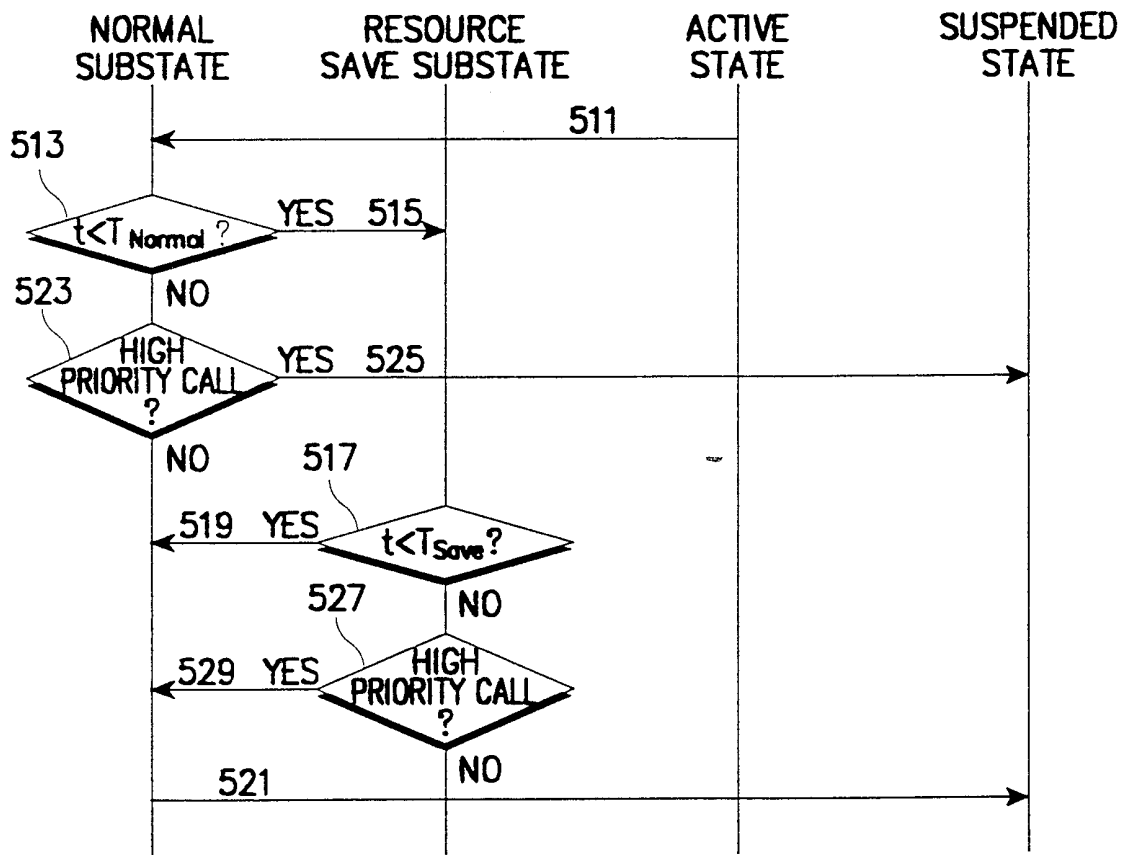 NORMAL
SUBSTATE
RESOURCE
SAVE SUBSTATE
ACTIVE
STATE
SUSPENDED
STATE
511
513
t<T Normal ?
YES 515
NO
523
HIGH
PRIORITY CALL
?
YES 525
NO
517
519 YES
t<TSave?
NO
527
529 YES
HIGH
PRIORITY CALL
?
NO
521